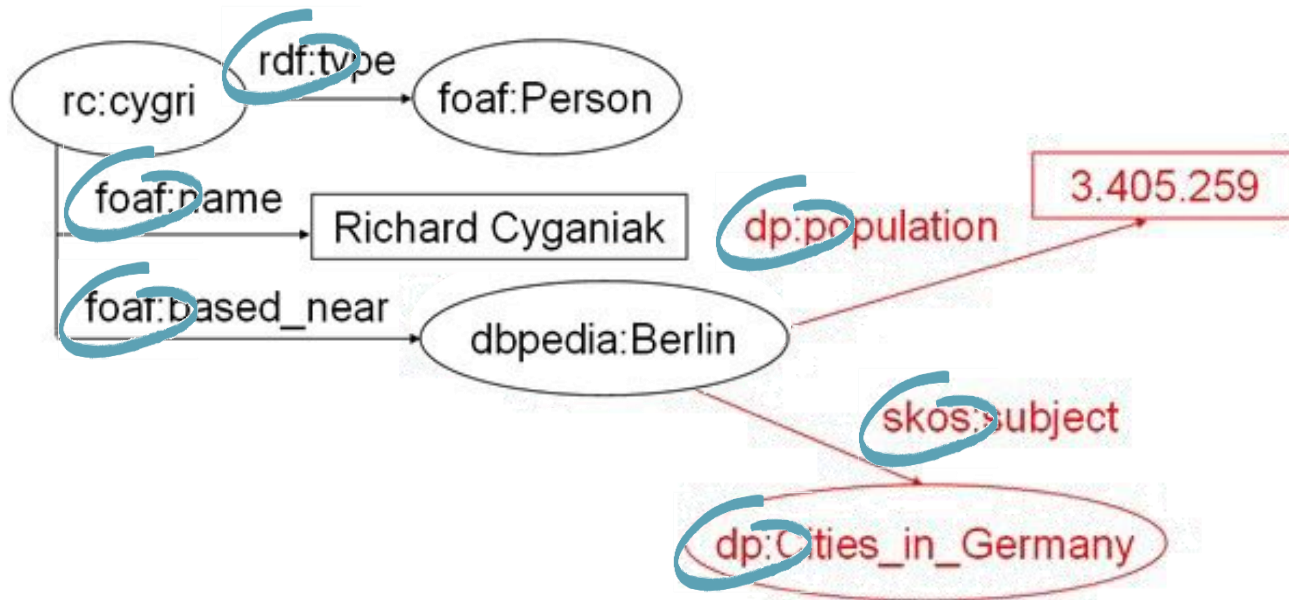 rdf:type
rc:cygri
foaf:Person
foaf:name
3.405.259
Richard Cyganiak
dp:population
foaf:based_near
dbpedia:Berlin
skos:subject
dp:Cities_in_Germany